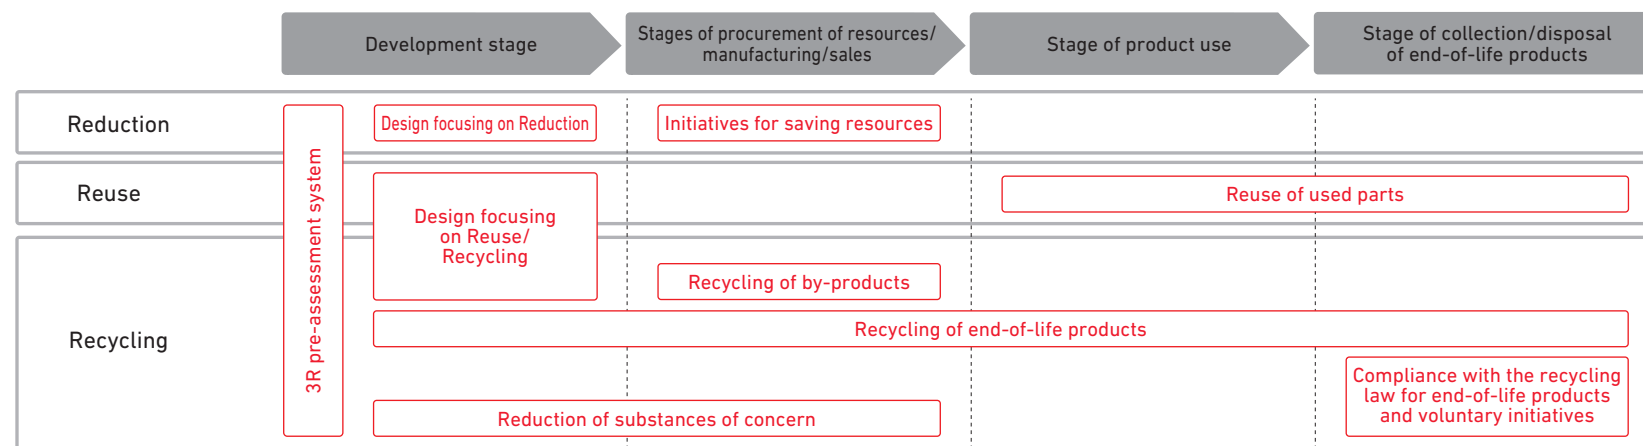 Development stage
Stages of procurement of resources/
manufacturing/sales
Stage of product use
Stage of collection/disposal
of end-of-life products
Reduction
3R pre-assessment system
Design focusing on Reduction
Initiatives for saving resources
Reuse
Design focusing
on Reuse/
Recycling
Reuse of used parts
Recycling
Recycling of by-products
Recycling of end-of-life products
Reduction of substances of concern
Compliance with the recycling
law for end-of-life products
and voluntary initiatives